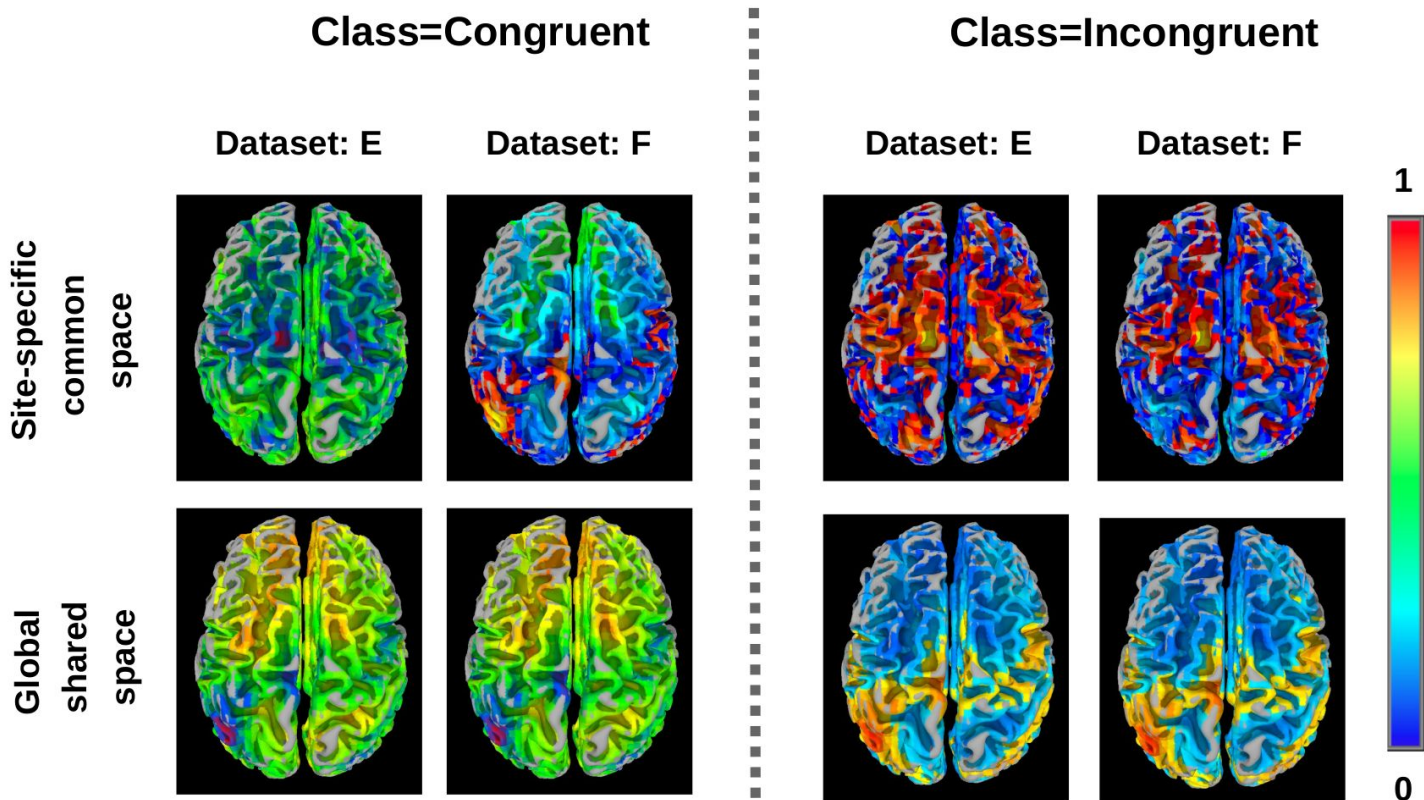 Class=Congruent
Class=Incongruent
Dataset: E
Dataset: F
Dataset: E
Dataset: F
1
Site-specific
common
space
Global
shared
space
0